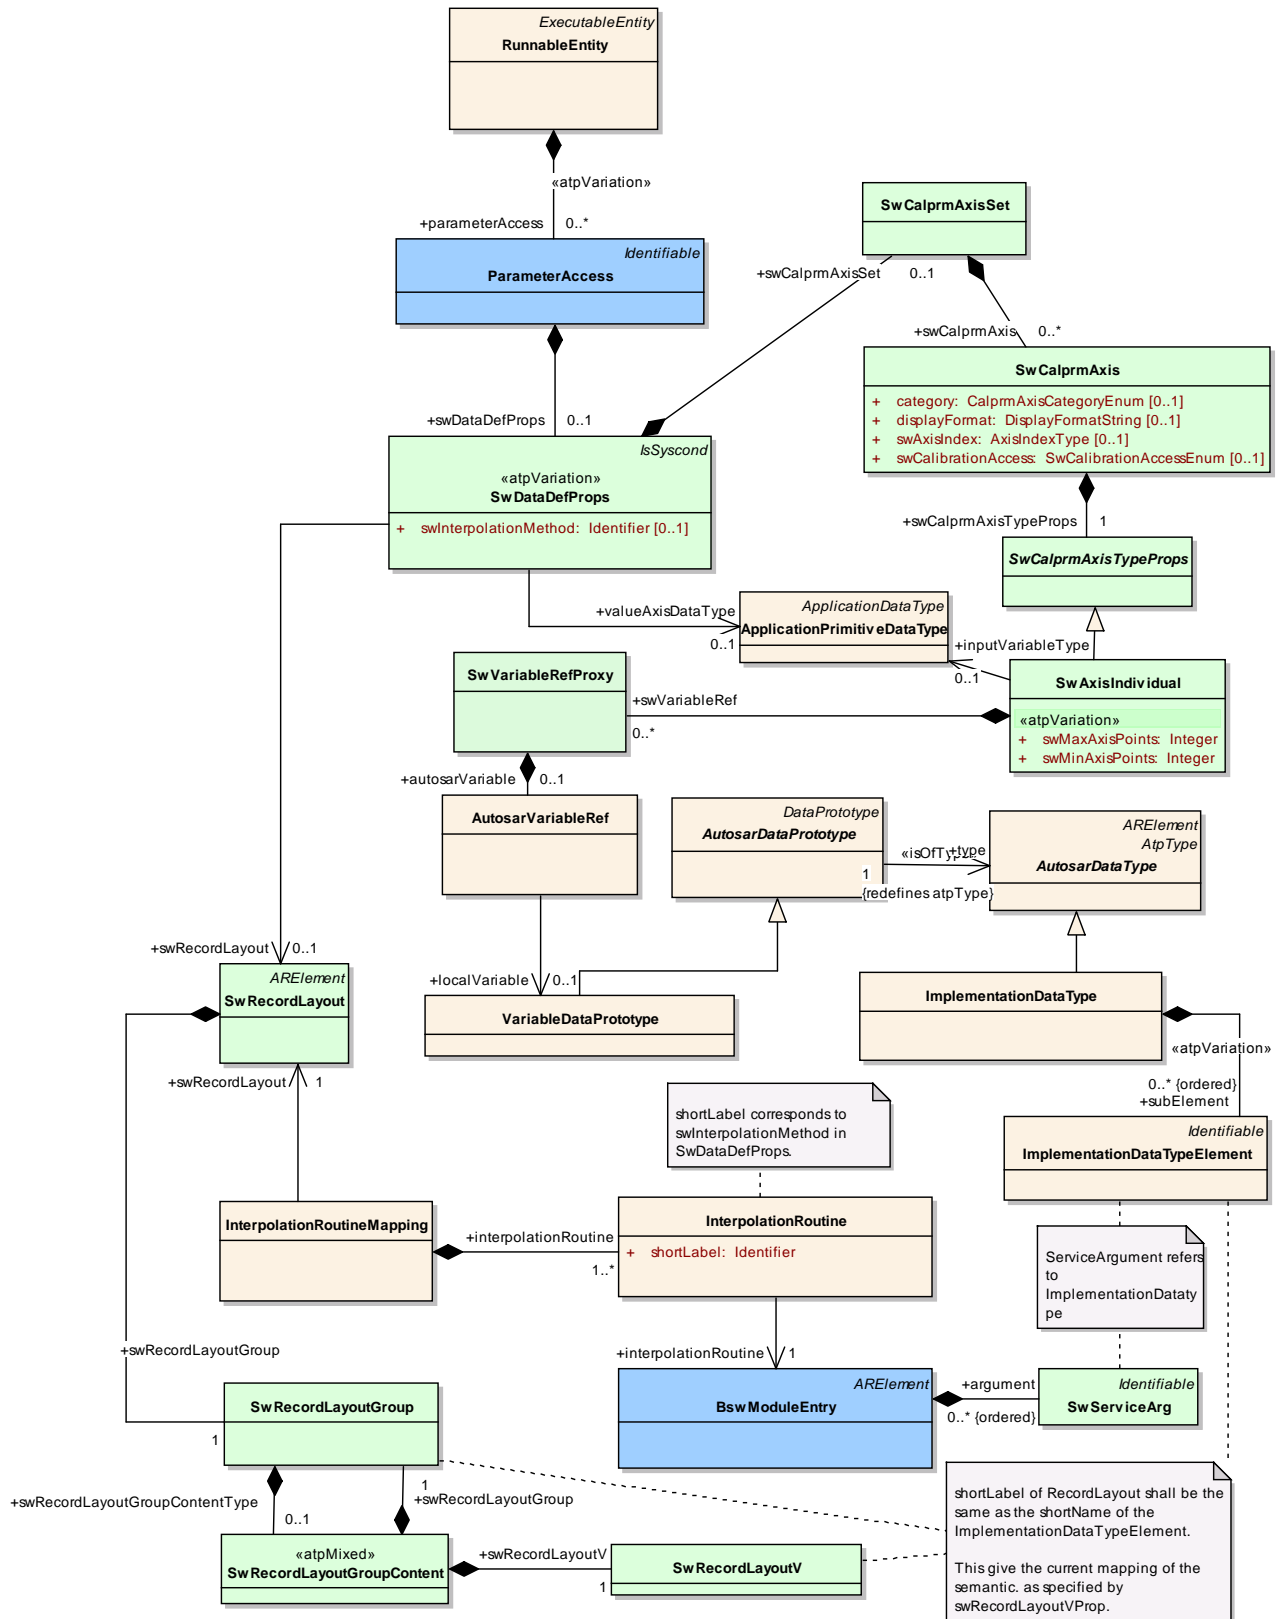 ExecutableEntity
RunnableEntity
«atpVariation»
+parameterAccess
0..*
Identifiable
ParameterAccess
+swDataDefProps
0..1
IsSyscond
«atpVariation»
SwDataDefProps
+ swInterpolationMethod: Identifier [0..1]
SwCalprmAxisSet
+swCalprmAxisSet
0..1
+swCalprmAxis
0..*
SwCalprmAxis
+ category: CalprmAxisCategoryEnum [0..1]
+ displayFormat: DisplayFormatString [0..1]
+ swAxisIndex: AxisIndexType [0..1]
+ swCalibrationAccess: SwCalibrationAccessEnum [0..1]
+swCalprmAxisTypeProps
1
SwCalprmAxisTypeProps
+valueAxisDataType
0..1
ApplicationDataType
ApplicationPrimitiveDataType
+inputVariableType
0..1
SwAxisIndividual
«atpVariation»
+ swMaxAxisPoints: Integer
+ swMinAxisPoints: Integer
SwVariableRefProxy
+swVariableRef
0..*
+autosarVariable
0..1
AutosarVariableRef
DataPrototype
AutosarDataPrototype
+type
1
{redefines atpType}
ARElement
AtpType
AutosarDataType
+swRecordLayout
0..1
ARElement
SwRecordLayout
+localVariable
0..1
VariableDataPrototype
ImplementationDataType
«atpVariation»
0..* {ordered}
+subElement
+swRecordLayout
1
shortLabel corresponds to
swInterpolationMethod in
SwDataDefProps.
Identifiable
ImplementationDataTypeElement
InterpolationRoutineMapping
+interpolationRoutine
1..*
InterpolationRoutine
+ shortLabel: Identifier
ServiceArgument refers
to
ImplementationDataty
pe
+swRecordLayoutGroup
1
+interpolationRoutine
1
ARElement
BswModuleEntry
+argument
0..* {ordered}
Identifiable
SwServiceArg
SwRecordLayoutGroup
+swRecordLayoutGroupContentType
0..1
1
+swRecordLayoutGroup
«atpMixed»
SwRecordLayoutGroupContent
+swRecordLayoutV
1
SwRecordLayoutV
shortLabel of RecordLayout shall be the
same as the shortName of the
ImplementationDataTypeElement.
This give the current mapping of the
semantic. as specified by
swRecordLayoutVProp.